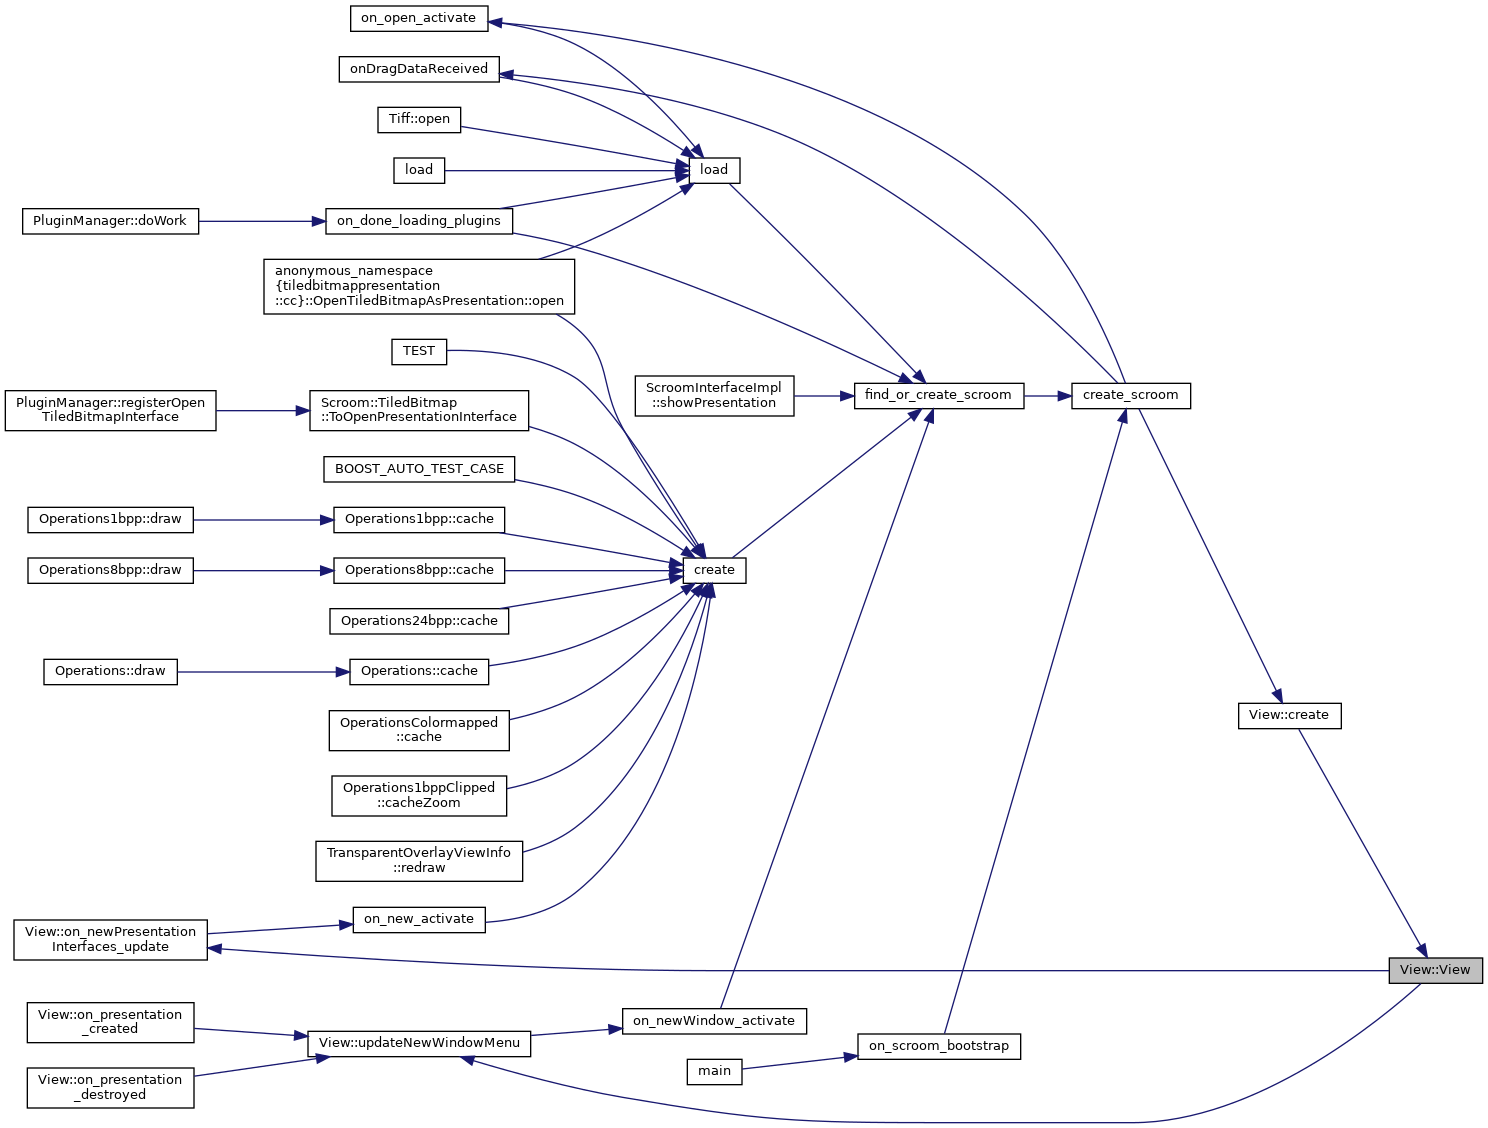 on_open_activate
onDragDataReceived
Tiff::open
load
load
PluginManager::doWork
on_done_loading_plugins
anonymous_namespace
{tiledbitmappresentation
::cc}::OpenTiledBitmapAsPresentation::open
TEST
ScroomInterfaceImpl
::showPresentation
find_or_create_scroom
create_scroom
PluginManager::registerOpen
TiledBitmapInterface
Scroom::TiledBitmap
::ToOpenPresentationInterface
BOOST_AUTO_TEST_CASE
Operations1bpp::draw
Operations1bpp::cache
Operations8bpp::draw
Operations8bpp::cache
create
Operations24bpp::cache
Operations::draw
Operations::cache
OperationsColormapped
::cache
View::create
Operations1bppClipped
::cacheZoom
TransparentOverlayViewInfo
::redraw
on_new_activate
View::on_newPresentation
Interfaces_update
View::View
View::on_presentation
_created
on_newWindow_activate
View::updateNewWindowMenu
on_scroom_bootstrap
main
View::on_presentation
_destroyed